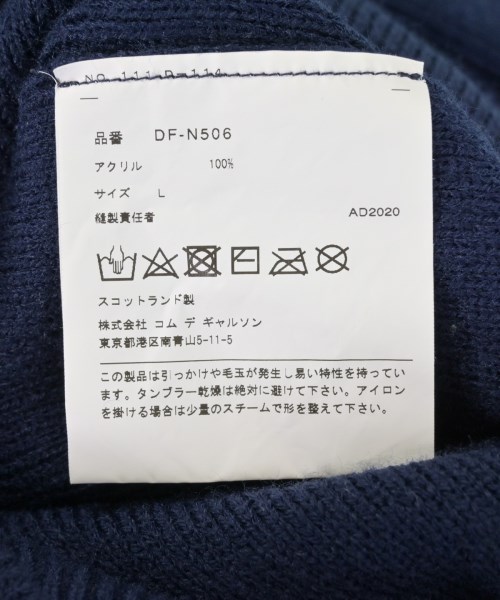 NO 111 D-114
品番 DF-N506
アクリル 100%
サイズ L
縫製責任者 AD2020
スコットランド製
株式会社 コム デ ギャルソン
東京都港区南青山5-11-5
この製品は引っかけや毛玉が発生し易い特性を持っています。タンブラー乾燥は絶対に避けて下さい。アイロンを掛ける場合は少量のスチームで形を整えて下さい。